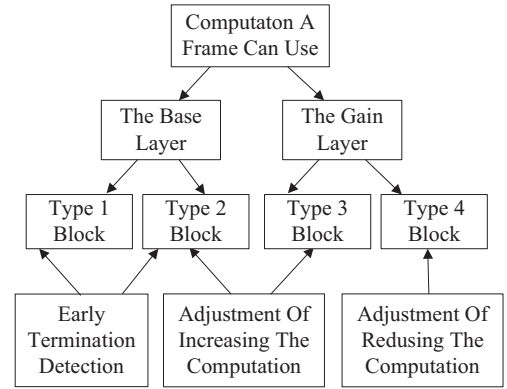 Computaton A
Frame Can Use
The Base
Layer
The Gain
Layer
Type 1
Block
Type 2
Block
Type 3
Block
Type 4
Block
Early
Termination
Detection
Adjustment Of
Increasing The
Computation
Adjustment Of
Redusing The
Computation